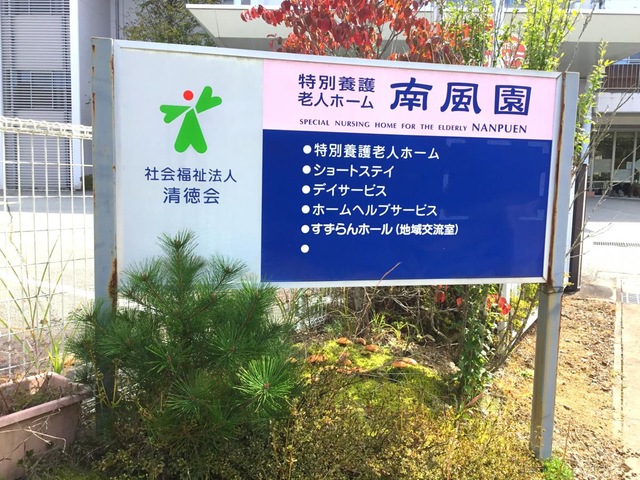 特別養護
老人ホーム 南風園
SPECIAL NURSING HOME FOR THE ELDERLY NANPUEN
社会福祉法人
清徳会
●特別養護老人ホーム
●ショートステイ
●デイサービス
●ホームヘルプサービス
●すずらんホール(地域交流室)
●